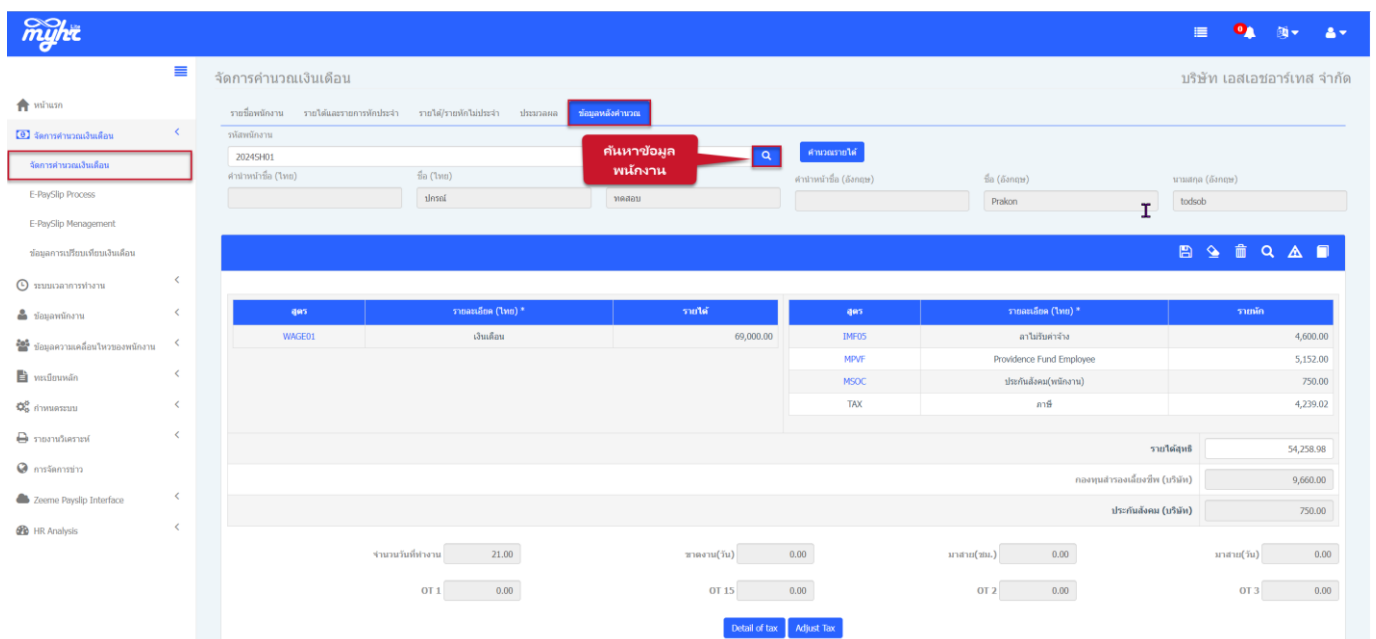 myhr Lite
0
จัดการคำนวณเงินเดือน
บริษัท เอสเอชอาร์เทส จำกัด
หน้าแรก
จัดการคำนวณเงินเดือน
จัดการคำนวณเงินเดือน
E-PaySlip Process
E-PaySlip Menagement
ข้อมูลการเปรียบเทียบเงินเดือน
ระบบเวลาการทำงาน
ข้อมูลพนักงาน
ข้อมูลความเคลื่อนไหวของพนักงาน
ทะเบียนหลัก
กำหนดระบบ
รายงานวิเคราะห์
การจัดการข่าว
Zeeme Payslip Interface
HR Analysis
รายชื่อพนักงาน รายได้และรายการหักประจำ รายได้/รายหักไม่ประจำ ประมวลผล ข้อมูลหลังคำนวณ
รหัสพนักงาน
2024SH01
ค้นหาข้อมูล
พนักงาน
คำนวณรายได้
คำนำหน้าชื่อ (ไทย) ชื่อ (ไทย) คำนำหน้าชื่อ (อังกฤษ) ชื่อ (อังกฤษ) นามสกุล (อังกฤษ)
ปกรณ์ ทดสอบ Prakon todsob
สูตร รายละเอียด (ไทย) * รายได้
WAGE01 เงินเดือน 69,000.00
สูตร รายละเอียด (ไทย) * รายหัก
IMF05 ลาไม่รับค่าจ้าง 4,600.00
MPVF Providence Fund Employee 5,152.00
MSOC ประกันสังคม(พนักงาน) 750.00
TAX ภาษี 4,239.02
รายได้สุทธิ 54,258.98
กองทุนสำรองเลี้ยงชีพ (บริษัท) 9,660.00
ประกันสังคม (บริษัท) 750.00
จำนวนวันที่ทำงาน 21.00 ขาดงาน(วัน) 0.00 มาสาย(ชม.) 0.00 มาสาย(วัน) 0.00
OT 1 0.00 OT 15 0.00 OT 2 0.00 OT 3 0.00
Detail of tax Adjust Tax